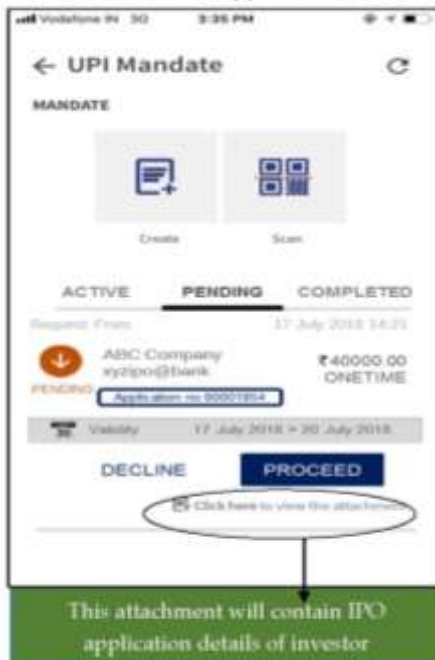 Vodafone IN 3G 3:35 PM
← UPI Mandate
MANDATE
Create Scan
ACTIVE PENDING COMPLETED
Request From 17 July 2018 14:21
ABC Company ₹40000.00
xyzipo@bank ONETIME
PENDING
Application no 00001854
Validity 17 July 2018 > 20 July 2018
DECLINE PROCEED
Click here to view the attachment
This attachment will contain IPO
application details of investor